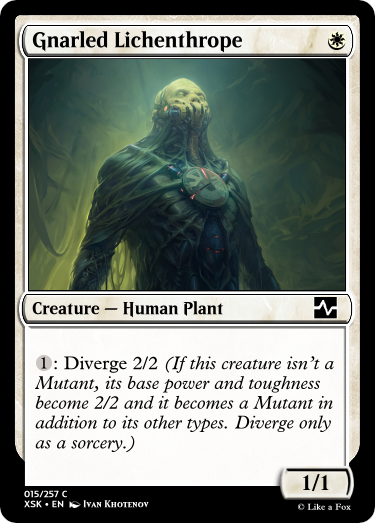 Gnarled Lichenthrope
Creature — Human Plant
1: Diverge 2/2 (If this creature isn't a
Mutant, its base power and toughness
become 2/2 and it becomes a Mutant in
addition to its other types. Diverge only
as a sorcery.)
1/1
015/257 C
XSK • EN Ivan Khotenov
© Like a Fox